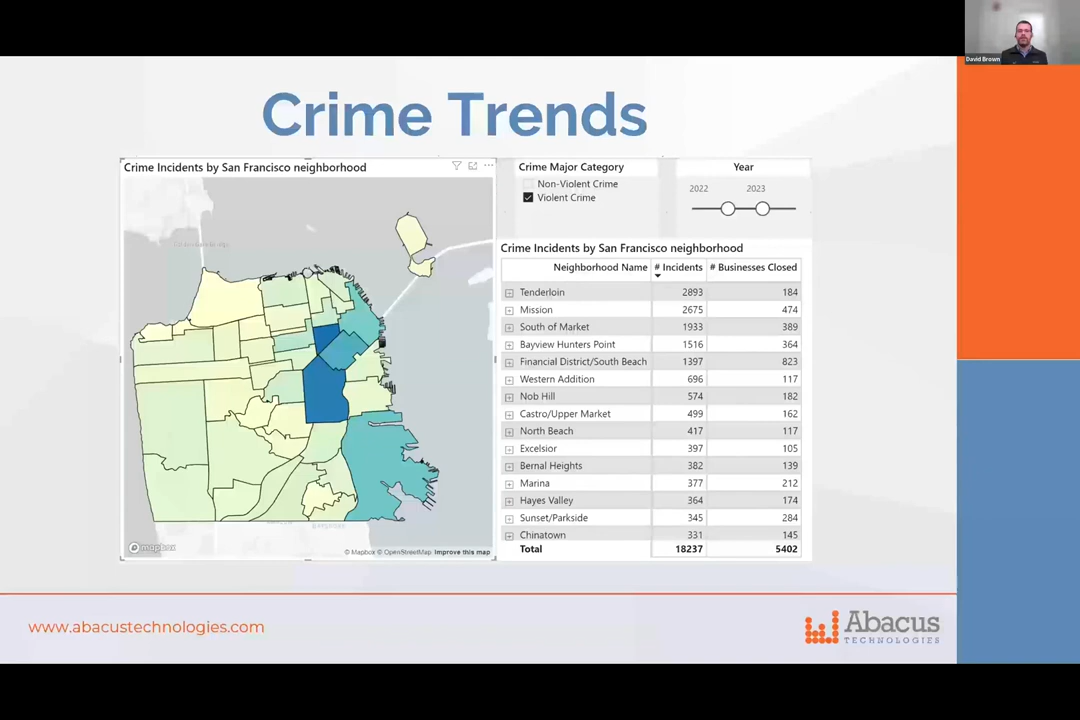 David Brown
Crime Trends
Crime Incidents by San Francisco neighborhood
mapbox
© Mapbox © OpenStreetMap Improve this map
Crime Major Category
Non-Violent Crime
Violent Crime
Year
2022 2023
Crime Incidents by San Francisco neighborhood
Neighborhood Name # Incidents # Businesses Closed
Tenderloin 2893 184
Mission 2675 474
South of Market 1933 389
Bayview Hunters Point 1516 364
Financial District/South Beach 1397 823
Western Addition 696 117
Nob Hill 574 182
Castro/Upper Market 499 162
North Beach 417 117
Excelsior 397 105
Bernal Heights 382 139
Marina 377 212
Hayes Valley 364 174
Sunset/Parkside 345 284
Chinatown 331 145
Total 18237 5402
www.abacustechnologies.com
Abacus
TECHNOLOGIES